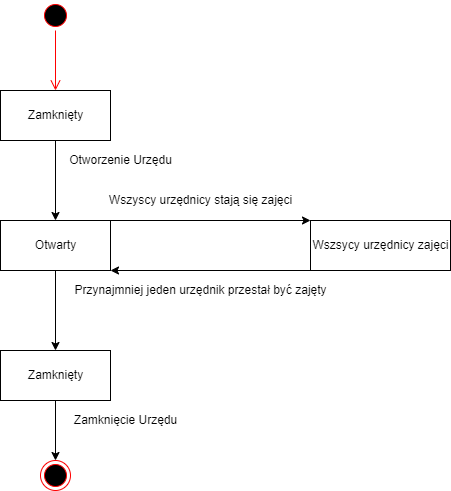 Zamknięty
Otworzenie Urzędu
Wszyscy urzędnicy stają się zajęci
Otwarty
Wszsycy urzędnicy zajęci
Przynajmniej jeden urzędnik przestał być zajęty
Zamknięty
Zamknięcie Urzędu